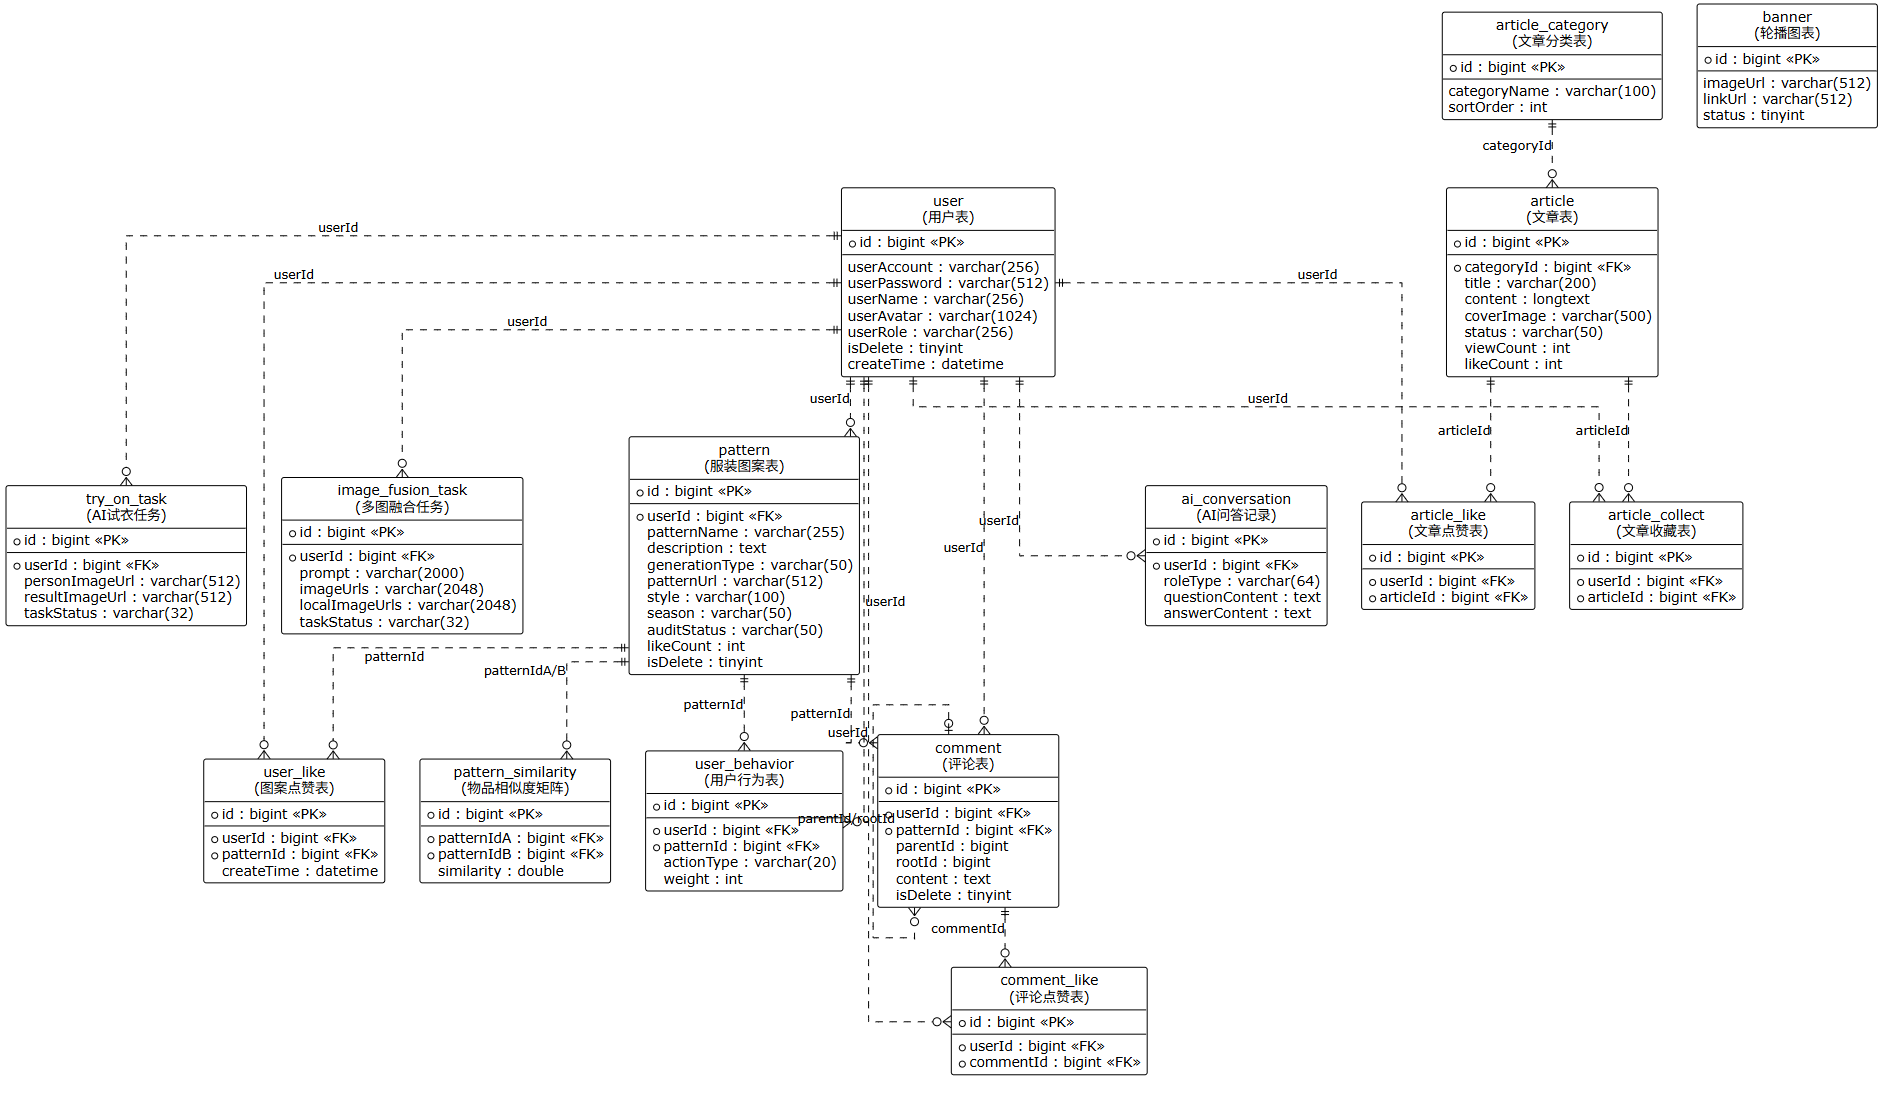 article_category
(文章分类表)
id : bigint «PK»
categoryName : varchar(100)
sortOrder : int
banner
(轮播图表)
id : bigint «PK»
imageUrl : varchar(512)
linkUrl : varchar(512)
status : tinyint
categoryId
user
(用户表)
id : bigint «PK»
userAccount : varchar(256)
userPassword : varchar(512)
userName : varchar(256)
userAvatar : varchar(1024)
userRole : varchar(256)
isDelete : tinyint
createTime : datetime
article
(文章表)
id : bigint «PK»
categoryId : bigint «FK»
title : varchar(200)
content : longtext
coverImage : varchar(500)
status : varchar(50)
viewCount : int
likeCount : int
userId
userId
userId
userId
userId
userId
articleId
articleId
try_on_task
(AI试衣任务)
id : bigint «PK»
userId : bigint «FK»
personImageUrl : varchar(512)
resultImageUrl : varchar(512)
taskStatus : varchar(32)
image_fusion_task
(多图融合任务)
id : bigint «PK»
userId : bigint «FK»
prompt : varchar(2000)
imageUrls : varchar(2048)
localImageUrls : varchar(2048)
taskStatus : varchar(32)
pattern
(服装图案表)
id : bigint «PK»
userId : bigint «FK»
patternName : varchar(255)
description : text
generationType : varchar(50)
patternUrl : varchar(512)
style : varchar(100)
season : varchar(50)
auditStatus : varchar(50)
likeCount : int
isDelete : tinyint
userId
userId
userId
ai_conversation
(AI问答记录)
id : bigint «PK»
userId : bigint «FK»
roleType : varchar(64)
questionContent : text
answerContent : text
article_like
(文章点赞表)
id : bigint «PK»
userId : bigint «FK»
articleId : bigint «FK»
article_collect
(文章收藏表)
id : bigint «PK»
userId : bigint «FK»
articleId : bigint «FK»
patternId
patternIdA/B
patternId
patternId
userId
user_like
(图案点赞表)
id : bigint «PK»
userId : bigint «FK»
patternId : bigint «FK»
createTime : datetime
pattern_similarity
(物品相似度矩阵)
id : bigint «PK»
patternIdA : bigint «FK»
patternIdB : bigint «FK»
similarity : double
user_behavior
(用户行为表)
id : bigint «PK»
userId : bigint «FK»
patternId : bigint «FK»
actionType : varchar(20)
weight : int
parentId/rootId
comment
(评论表)
id : bigint «PK»
userId : bigint «FK»
patternId : bigint «FK»
parentId : bigint
rootId : bigint
content : text
isDelete : tinyint
commentId
comment_like
(评论点赞表)
id : bigint «PK»
userId : bigint «FK»
commentId : bigint «FK»